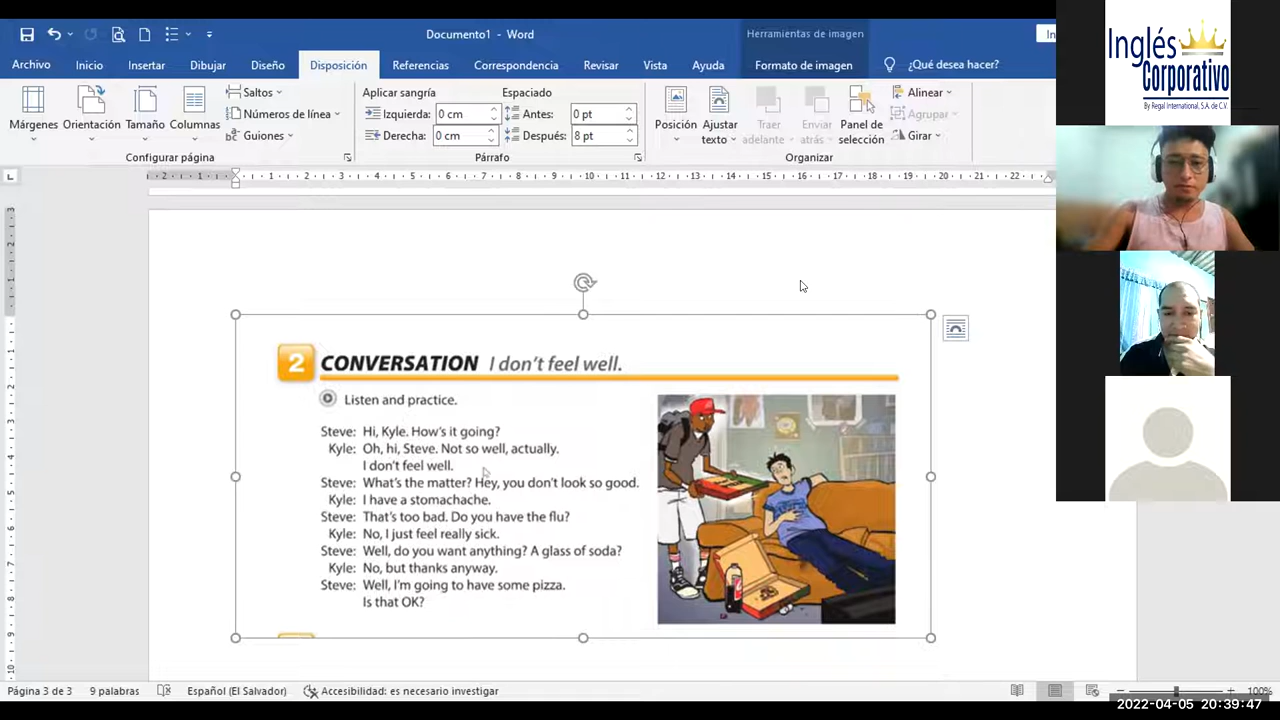 Documento1 - Word
Herramientas de imagen
Archivo
Inicio
Insertar
Dibujar
Diseño
Disposición
Referencias
Correspondencia
Revisar
Vista
Ayuda
Formato de imagen
¿Qué desea hacer?
Márgenes
Orientación
Tamaño
Columnas
Saltos
Números de línea
Guiones
Configurar página
Aplicar sangría
Izquierda: 0 cm
Derecha: 0 cm
Espaciado
Antes: 0 pt
Después: 8 pt
Párrafo
Posición
Ajustar texto
Traer adelante
Enviar atrás
Panel de selección
Alinear
Agrupar
Girar
Organizar
Inglés
Corporativo
By Regal International, S.A. de C.V.
2 CONVERSATION I don't feel well.
Listen and practice.
Steve: Hi, Kyle. How's it going?
Kyle: Oh, hi, Steve. Not so well, actually.
I don't feel well.
Steve: What's the matter? Hey, you don't look so good.
Kyle: I have a stomachache.
Steve: That's too bad. Do you have the flu?
Kyle: No, I just feel really sick.
Steve: Well, do you want anything? A glass of soda?
Kyle: No, but thanks anyway.
Steve: Well, I'm going to have some pizza.
Is that OK?
Página 3 de 3
9 palabras
Español (El Salvador)
Accesibilidad: es necesario investigar
100%
2022-04-05 20:39:47